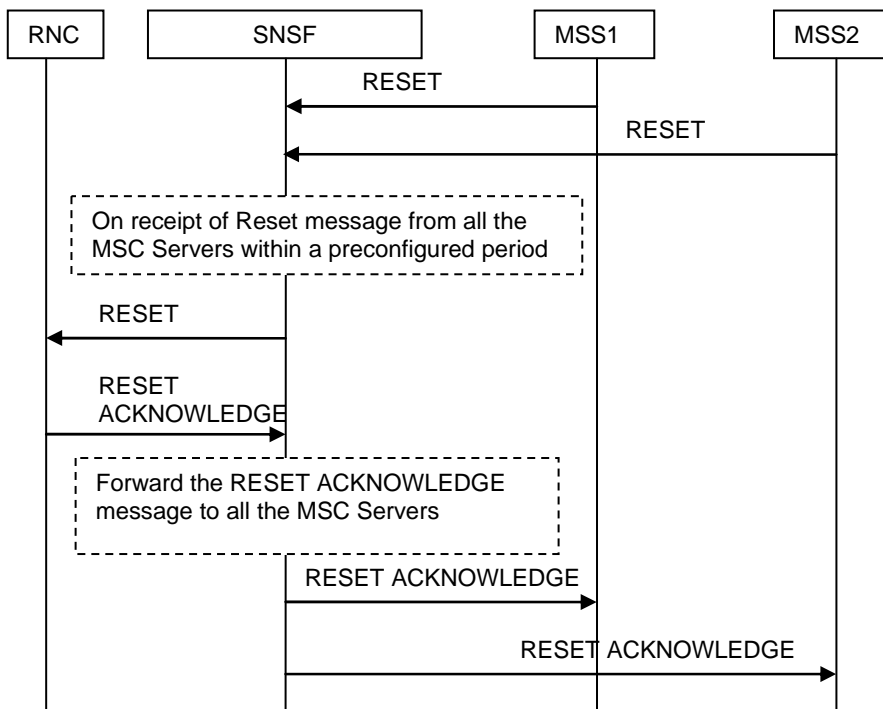 RNC
SNSF
MSS1
MSS2
RESET
RESET
On receipt of Reset message from all the
MSC Servers within a preconfigured period
RESET
RESET
ACKNOWLEDGE
Forward the RESET ACKNOWLEDGE
message to all the MSC Servers
RESET ACKNOWLEDGE
RESET ACKNOWLEDGE